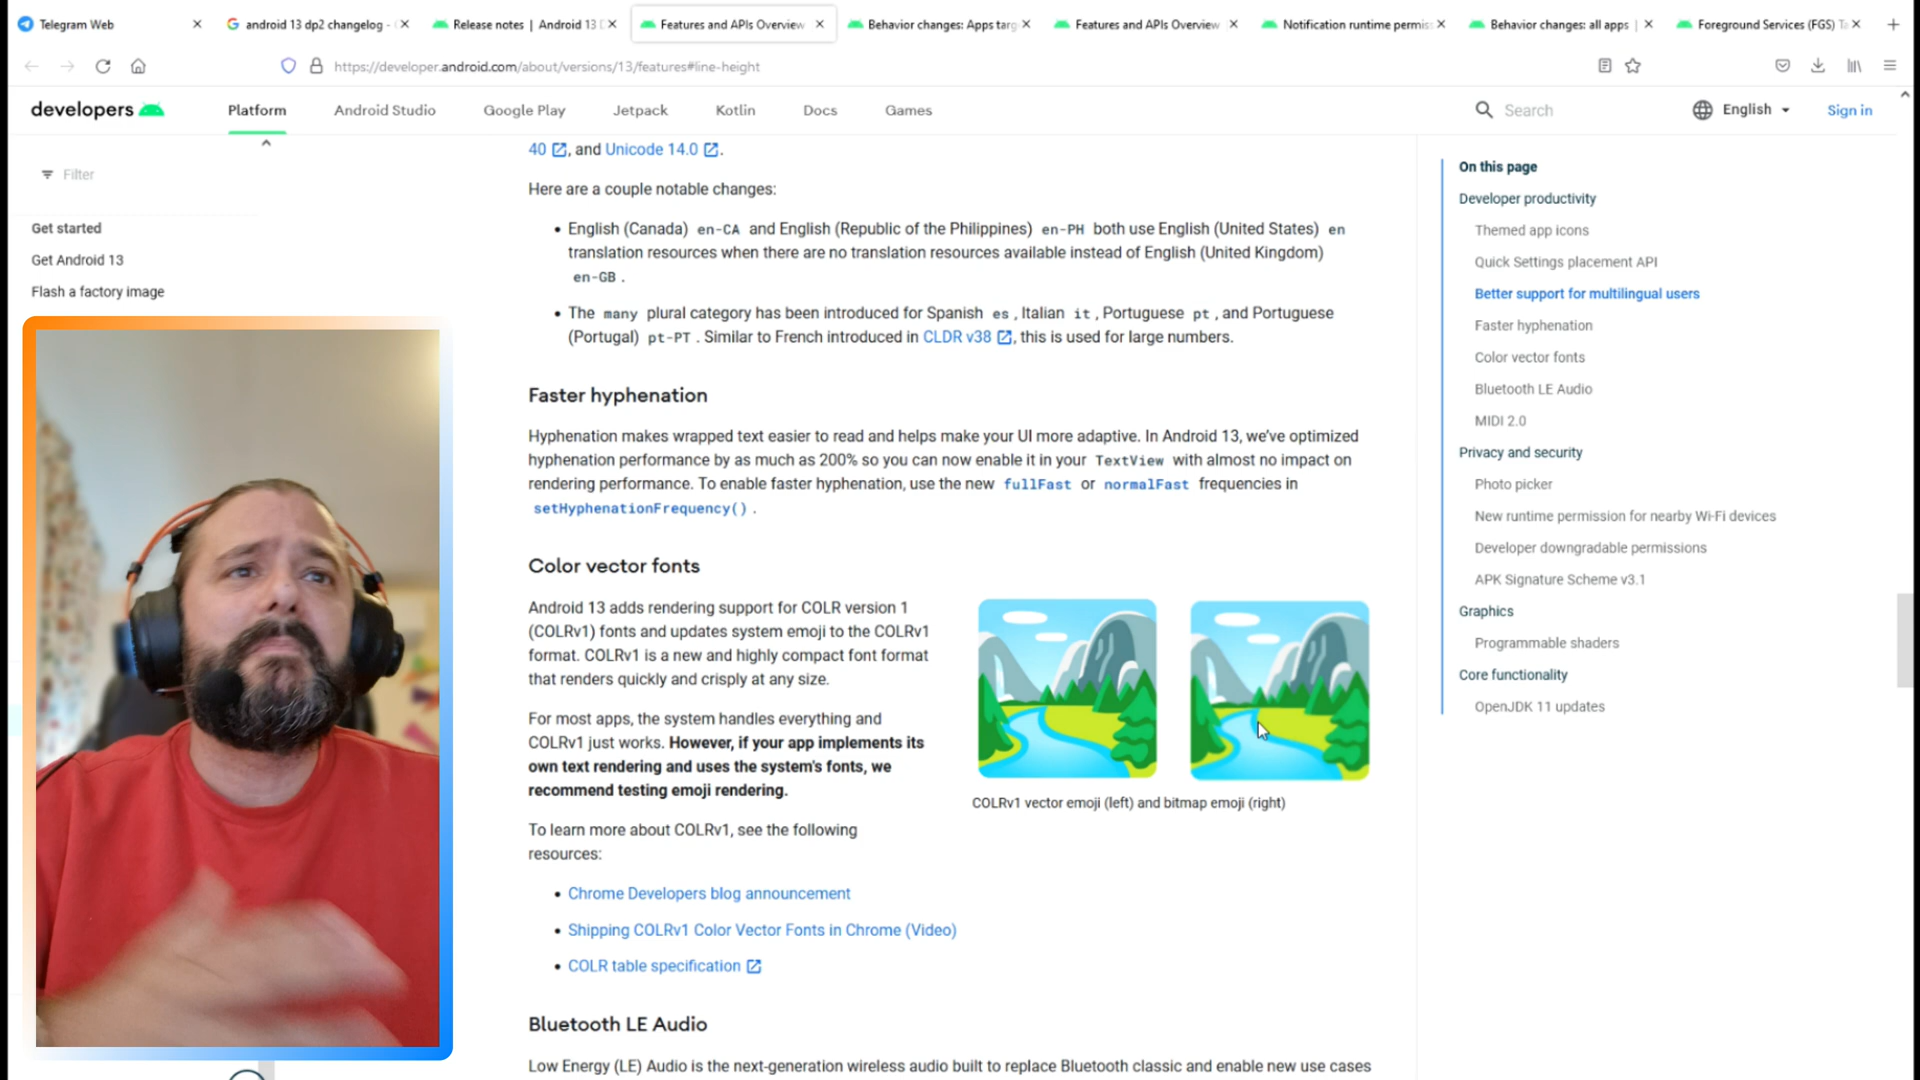 Telegram Web
android 13 dp2 changelog -
Release notes | Android 13
Features and APIs Overview
Behavior changes: Apps targ
Features and APIs Overview
Notification runtime permis
Behavior changes: all apps |
Foreground Services (FGS) Ta
https://developer.android.com/about/versions/13/features#line-height
developers
Platform
Android Studio
Google Play
Jetpack
Kotlin
Docs
Games
Search
English
Sign in
Filter
Get started
Get Android 13
Flash a factory image
40, and Unicode 14.0.
Here are a couple notable changes:
• English (Canada) en-CA and English (Republic of the Philippines) en-PH both use English (United States) en
translation resources when there are no translation resources available instead of English (United Kingdom)
en-GB.
• The many plural category has been introduced for Spanish es, Italian it, Portuguese pt, and Portuguese
(Portugal) pt-PT. Similar to French introduced in CLDR v38, this is used for large numbers.
Faster hyphenation
Hyphenation makes wrapped text easier to read and helps make your UI more adaptive. In Android 13, we've optimized
hyphenation performance by as much as 200% so you can now enable it in your TextView with almost no impact on
rendering performance. To enable faster hyphenation, use the new fullFast or normalFast frequencies in
setHyphenationFrequency().
Color vector fonts
Android 13 adds rendering support for COLR version 1
(COLRv1) fonts and updates system emoji to the COLRv1
format. COLRv1 is a new and highly compact font format
that renders quickly and crisply at any size.
For most apps, the system handles everything and
COLRv1 just works. However, if your app implements its
own text rendering and uses the system's fonts, we
recommend testing emoji rendering.
COLRv1 vector emoji (left) and bitmap emoji (right)
To learn more about COLRv1, see the following
resources:
• Chrome Developers blog announcement
• Shipping COLRv1 Color Vector Fonts in Chrome (Video)
• COLR table specification
Bluetooth LE Audio
Low Energy (LE) Audio is the next-generation wireless audio built to replace Bluetooth classic and enable new use cases
On this page
Developer productivity
Themed app icons
Quick Settings placement API
Better support for multilingual users
Faster hyphenation
Color vector fonts
Bluetooth LE Audio
MIDI 2.0
Privacy and security
Photo picker
New runtime permission for nearby Wi-Fi devices
Developer downgradable permissions
APK Signature Scheme v3.1
Graphics
Programmable shaders
Core functionality
OpenJDK 11 updates